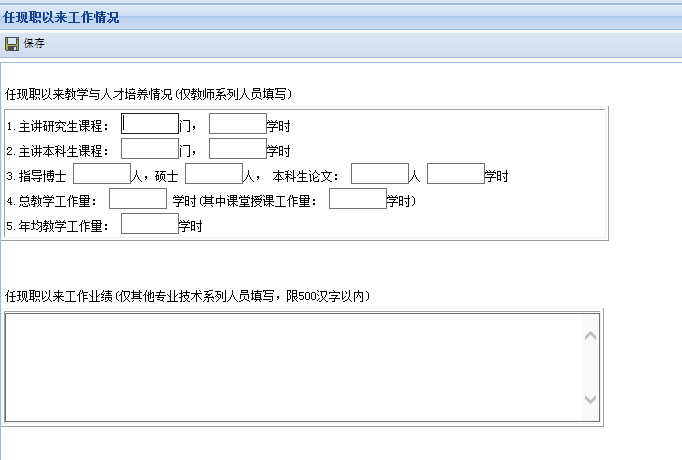 任现职以来工作情况
保存
任现职以来教学与人才培养情况(仅教师系列人员填写)
1.主讲研究生课程： 门， 学时
2.主讲本科生课程： 门， 学时
3.指导博士 人,硕士 人， 本科生论文： 人 学时
4.总教学工作量： 学时(其中课堂授课工作量： 学时)
5.年均教学工作量： 学时
任现职以来工作业绩(仅其他专业技术系列人员填写，限500汉字以内)